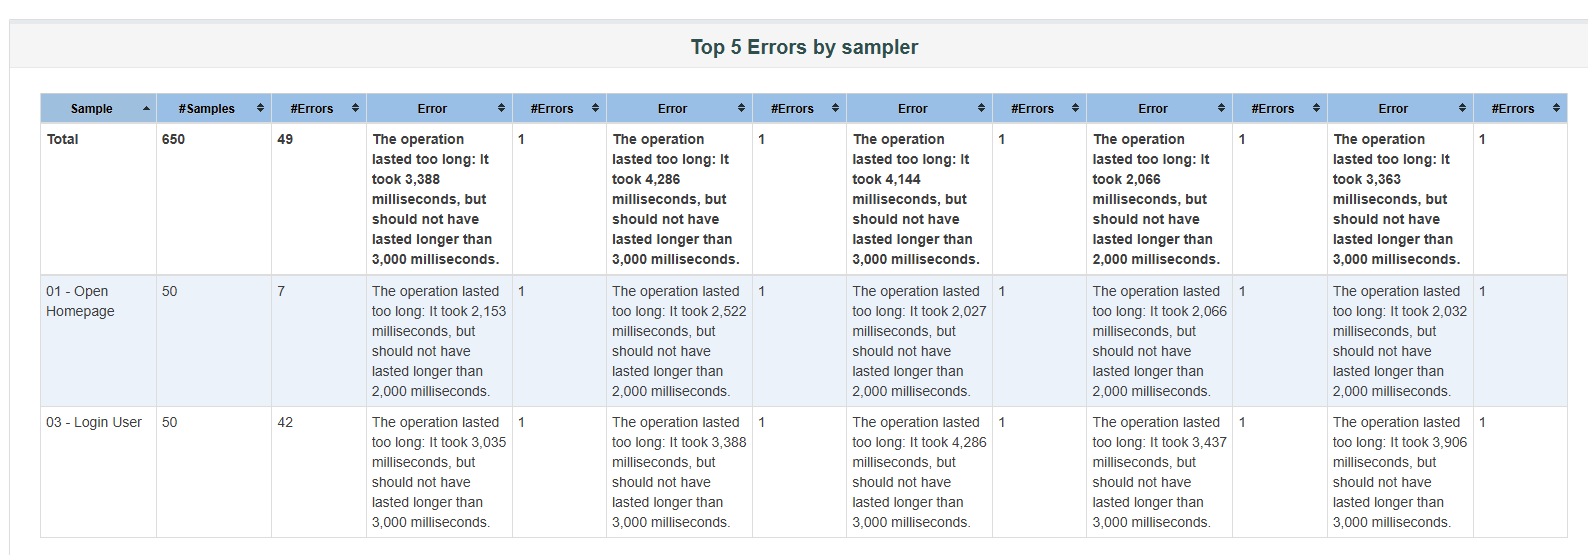 Top 5 Errors by sampler
Sample #Samples #Errors Error #Errors Error #Errors Error #Errors Error #Errors Error #Errors
Total 650 49 The operation 1 The operation 1 The operation 1 The operation 1 The operation 1
lasted too long: It lasted too long: It lasted too long: It lasted too long: It lasted too long: It
took 3,388 took 4,286 took 4,144 took 2,066 took 3,363
milliseconds, but milliseconds, but milliseconds, but milliseconds, but milliseconds, but
should not have should not have should not have should not have should not have
lasted longer than lasted longer than lasted longer than lasted longer than lasted longer than
3,000 milliseconds. 3,000 milliseconds. 3,000 milliseconds. 2,000 milliseconds. 3,000 milliseconds.
01 - Open 50 7 The operation lasted 1 The operation lasted 1 The operation lasted 1 The operation lasted 1 The operation lasted 1
Homepage too long: It took 2,153 too long: It took 2,522 too long: It took 2,027 too long: It took 2,066 too long: It took 2,032
milliseconds, but milliseconds, but milliseconds, but milliseconds, but milliseconds, but
should not have should not have should not have should not have should not have
lasted longer than lasted longer than lasted longer than lasted longer than lasted longer than
2,000 milliseconds. 2,000 milliseconds. 2,000 milliseconds. 2,000 milliseconds. 2,000 milliseconds.
03 - Login User 50 42 The operation lasted 1 The operation lasted 1 The operation lasted 1 The operation lasted 1 The operation lasted 1
too long: It took 3,035 too long: It took 3,388 too long: It took 4,286 too long: It took 3,437 too long: It took 3,906
milliseconds, but milliseconds, but milliseconds, but milliseconds, but milliseconds, but
should not have should not have should not have should not have should not have
lasted longer than lasted longer than lasted longer than lasted longer than lasted longer than
3,000 milliseconds. 3,000 milliseconds. 3,000 milliseconds. 3,000 milliseconds. 3,000 milliseconds.